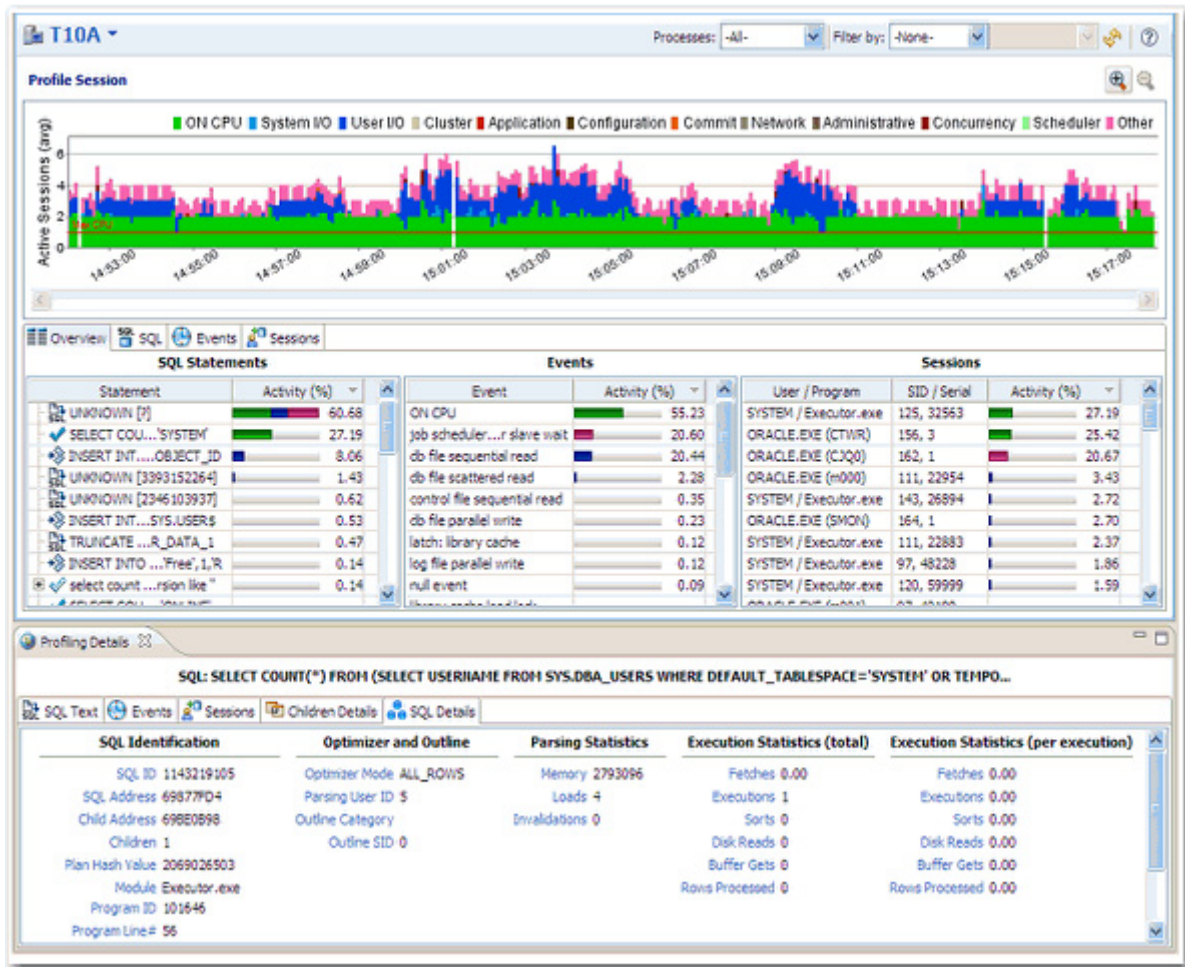 T10A
Processes: -All- Filter by: -None-
Profile Session
ON CPU System I/O User I/O Cluster Application Configuration Commit Network Administrative Concurrency Scheduler Other
Active Sessions (avg)
6
4
2
0
Max CPU
14:53:00 14:55:00 14:57:00 14:59:00 15:01:00 15:03:00 15:05:00 15:07:00 15:09:00 15:11:00 15:13:00 15:15:00 15:17:00
Overview SQL Events Sessions
SQL Statements Events Sessions
Statement Activity (%) Event Activity (%) User / Program SID / Serial Activity (%)
UNKNOWN [?] 60.68 ON CPU 55.23 SYSTEM / Executor.exe 125, 32563 27.19
SELECT COU...'SYSTEM' 27.19 job scheduler...r slave wait 20.60 ORACLE.EXE (CTWR) 156, 3 25.42
INSERT INT....OBJECT_ID 8.06 db file sequential read 20.44 ORACLE.EXE (CJQ0) 162, 1 20.67
UNKNOWN [3393152264] 1.43 db file scattered read 2.28 ORACLE.EXE (m000) 111, 22954 3.43
UNKNOWN [2346103937] 0.62 control file sequential read 0.35 SYSTEM / Executor.exe 143, 26894 2.72
INSERT INT...SYS.USER$ 0.53 db file parallel write 0.23 ORACLE.EXE (SMON) 164, 1 2.70
TRUNCATE ...R_DATA_1 0.47 latch: library cache 0.12 SYSTEM / Executor.exe 111, 22883 2.37
INSERT INTO ...'Free',1,'R 0.14 log file parallel write 0.12 SYSTEM / Executor.exe 97, 48228 1.86
select count ...rsion like '' 0.14 null event 0.09 SYSTEM / Executor.exe 120, 59999 1.59
Profiling Details
SQL: SELECT COUNT(*) FROM (SELECT USERNAME FROM SYS.DBA_USERS WHERE DEFAULT_TABLESPACE='SYSTEM' OR TEMPO...
SQL Text Events Sessions Children Details SQL Details
SQL Identification Optimizer and Outline Parsing Statistics Execution Statistics (total) Execution Statistics (per execution)
SQL ID 1143219105 Optimizer Mode ALL_ROWS Memory 2793096 Fetches 0.00 Fetches 0.00
SQL Address 69877FD4 Parsing User ID 5 Loads 4 Executions 1 Executions 0.00
Child Address 69BE0B98 Outline Category Invalidations 0 Sorts 0 Sorts 0.00
Children 1 Outline SID 0 Disk Reads 0 Disk Reads 0.00
Plan Hash Value 2069026503 Buffer Gets 0 Buffer Gets 0.00
Module Executor.exe Rows Processed 0 Rows Processed 0.00
Program ID 101646
Program Line# 56